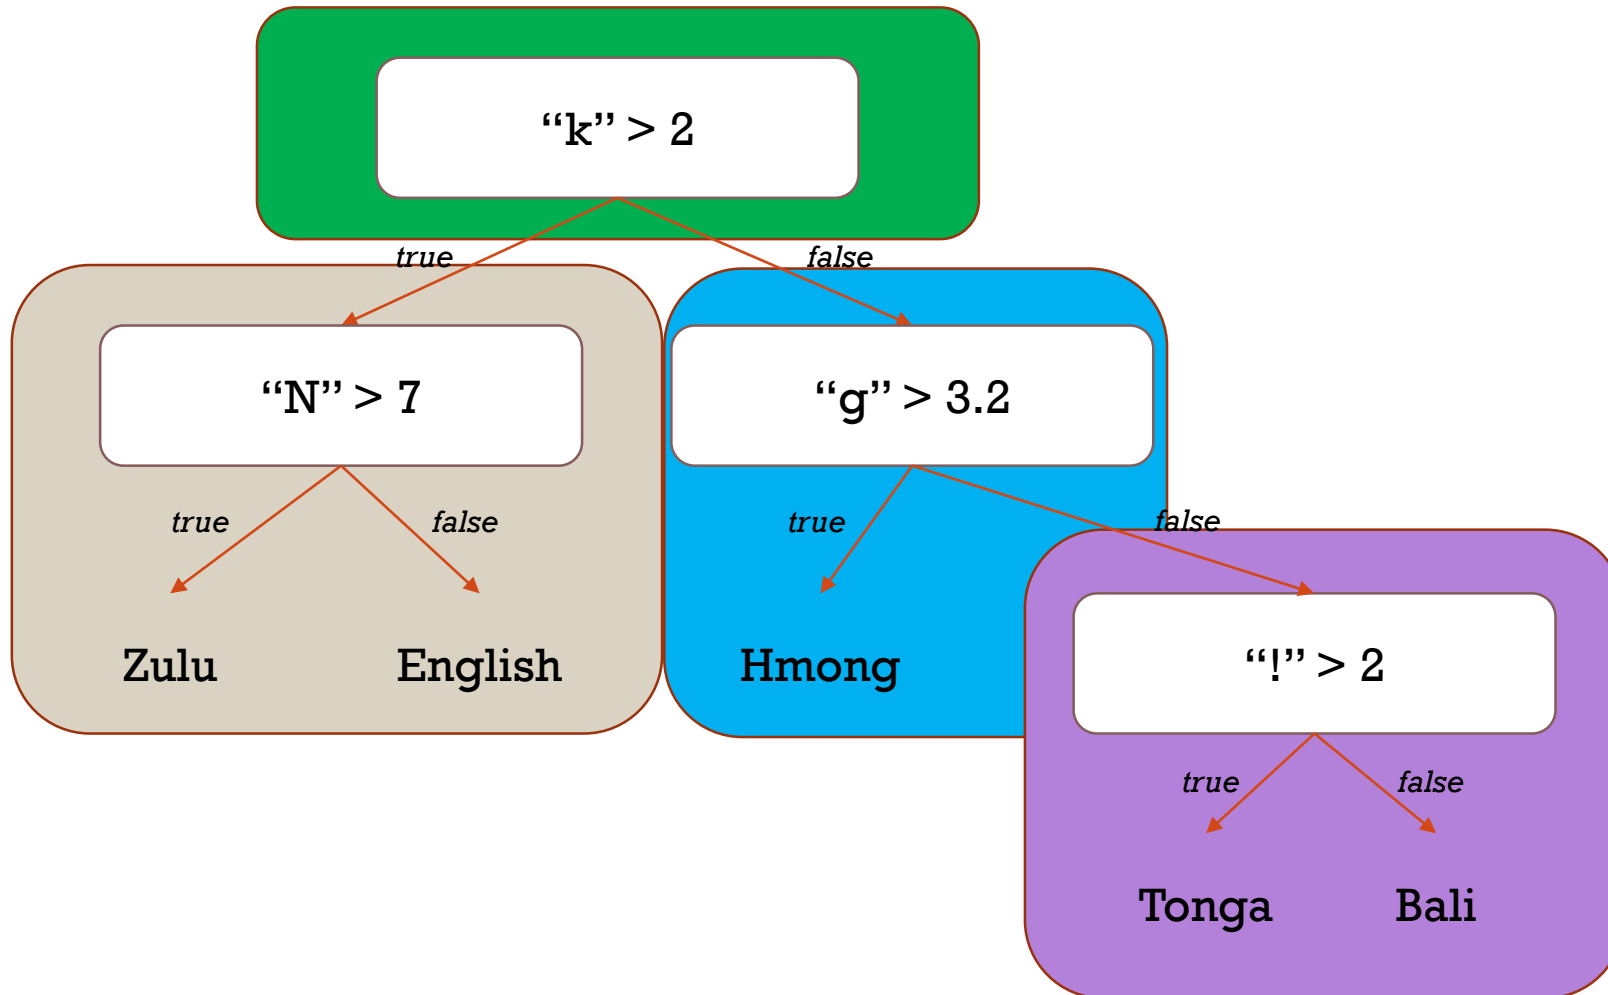 “k” > 2
true
false
“N” > 7
“g” > 3.2
true
false
true
false
Zulu
English
Hmong
“!” > 2
true
false
Tonga
Bali